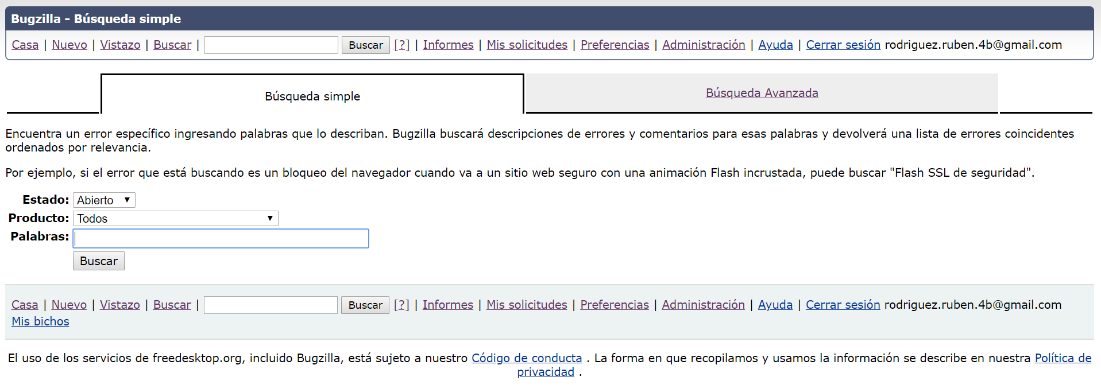 Bugzilla - Búsqueda simple
Casa | Nuevo | Vistazo | Buscar | Buscar [?] | Informes | Mis solicitudes | Preferencias | Administración | Ayuda | Cerrar sesión rodriguez.ruben.4b@gmail.com
Búsqueda simple Búsqueda Avanzada
Encuentra un error específico ingresando palabras que lo describan. Bugzilla buscará descripciones de errores y comentarios para esas palabras y devolverá una lista de errores coincidentes
ordenados por relevancia.
Por ejemplo, si el error que está buscando es un bloqueo del navegador cuando va a un sitio web seguro con una animación Flash incrustada, puede buscar "Flash SSL de seguridad".
Estado: Abierto
Producto: Todos
Palabras:
Buscar
Casa | Nuevo | Vistazo | Buscar | Buscar [?] | Informes | Mis solicitudes | Preferencias | Administración | Ayuda | Cerrar sesión rodriguez.ruben.4b@gmail.com
Mis bichos
El uso de los servicios de freedesktop.org, incluido Bugzilla, está sujeto a nuestro Código de conducta . La forma en que recopilamos y usamos la información se describe en nuestra Política de
privacidad .